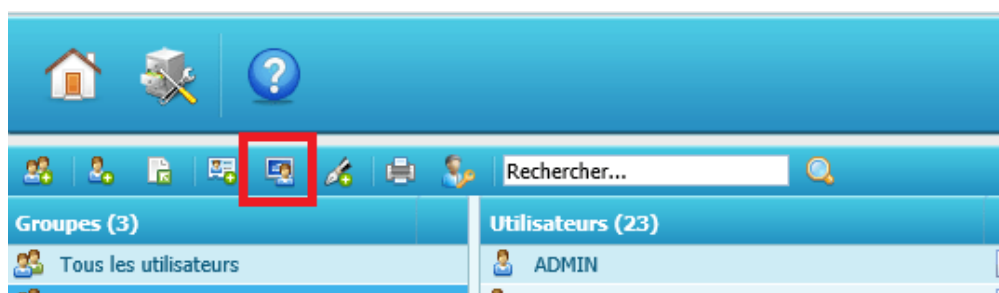 Rechercher...
Groupes (3)
Utilisateurs (23)
Tous les utilisateurs
ADMIN